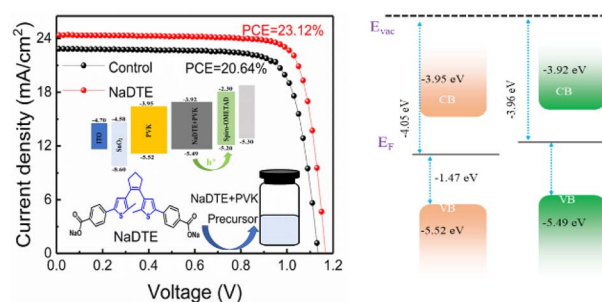 PCE=23.12%
PCE=20.64%
Control
NaDTE
-4.70
ITO
-4.50
SnO₂
-8.60
-3.95
PVK
-5.52
-3.92
NaDTE+PVK
-5.49
-2.30
Spiro-OMETAD
-5.20
-5.30
h⁺
NaO
O
S
S
O
ONa
NaDTE
NaDTE+PVK
Precursor
Current density (mA/cm²)
24
18
12
6
0
0.0 0.2 0.4 0.6 0.8 1.0 1.2
Voltage (V)
Evac
-3.95 eV
CB
-4.05 eV
EF
-1.47 eV
VB
-5.52 eV
-3.92 eV
CB
-3.96 eV
VB
-5.49 eV